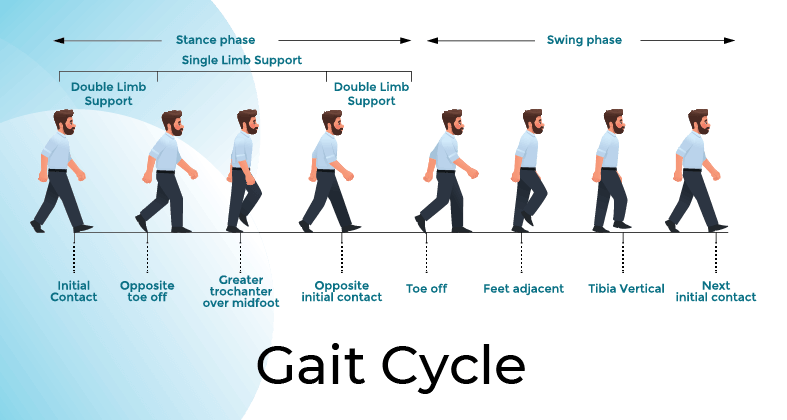 Stance phase
Swing phase
Single Limb Support
Double Limb
Support
Double Limb
Support
Initial
Contact
Opposite
toe off
Greater
trochanter
over midfoot
Opposite
initial contact
Toe off
Feet adjacent
Tibia Vertical
Next
initial contact
Gait Cycle